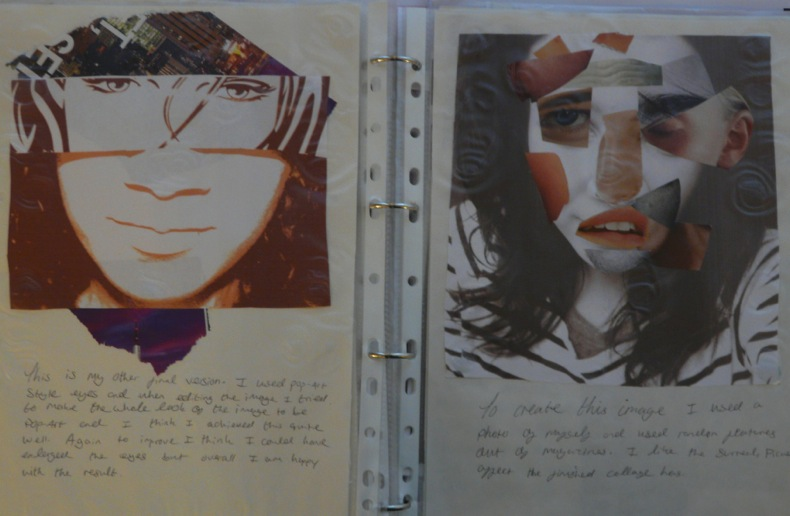 This is my other final version. I used pop-art
style eyes and when editing the image I tried
to make the whole look of the image to be
Pop-art and I think I achieved this quite
well. Again to improve I think I could have
enlarged the eyes but overall I am happy
with the result.
To create this image I used a
photo of myself and used random features
out of magazines. I like the surreal,
affect the finished collage has.